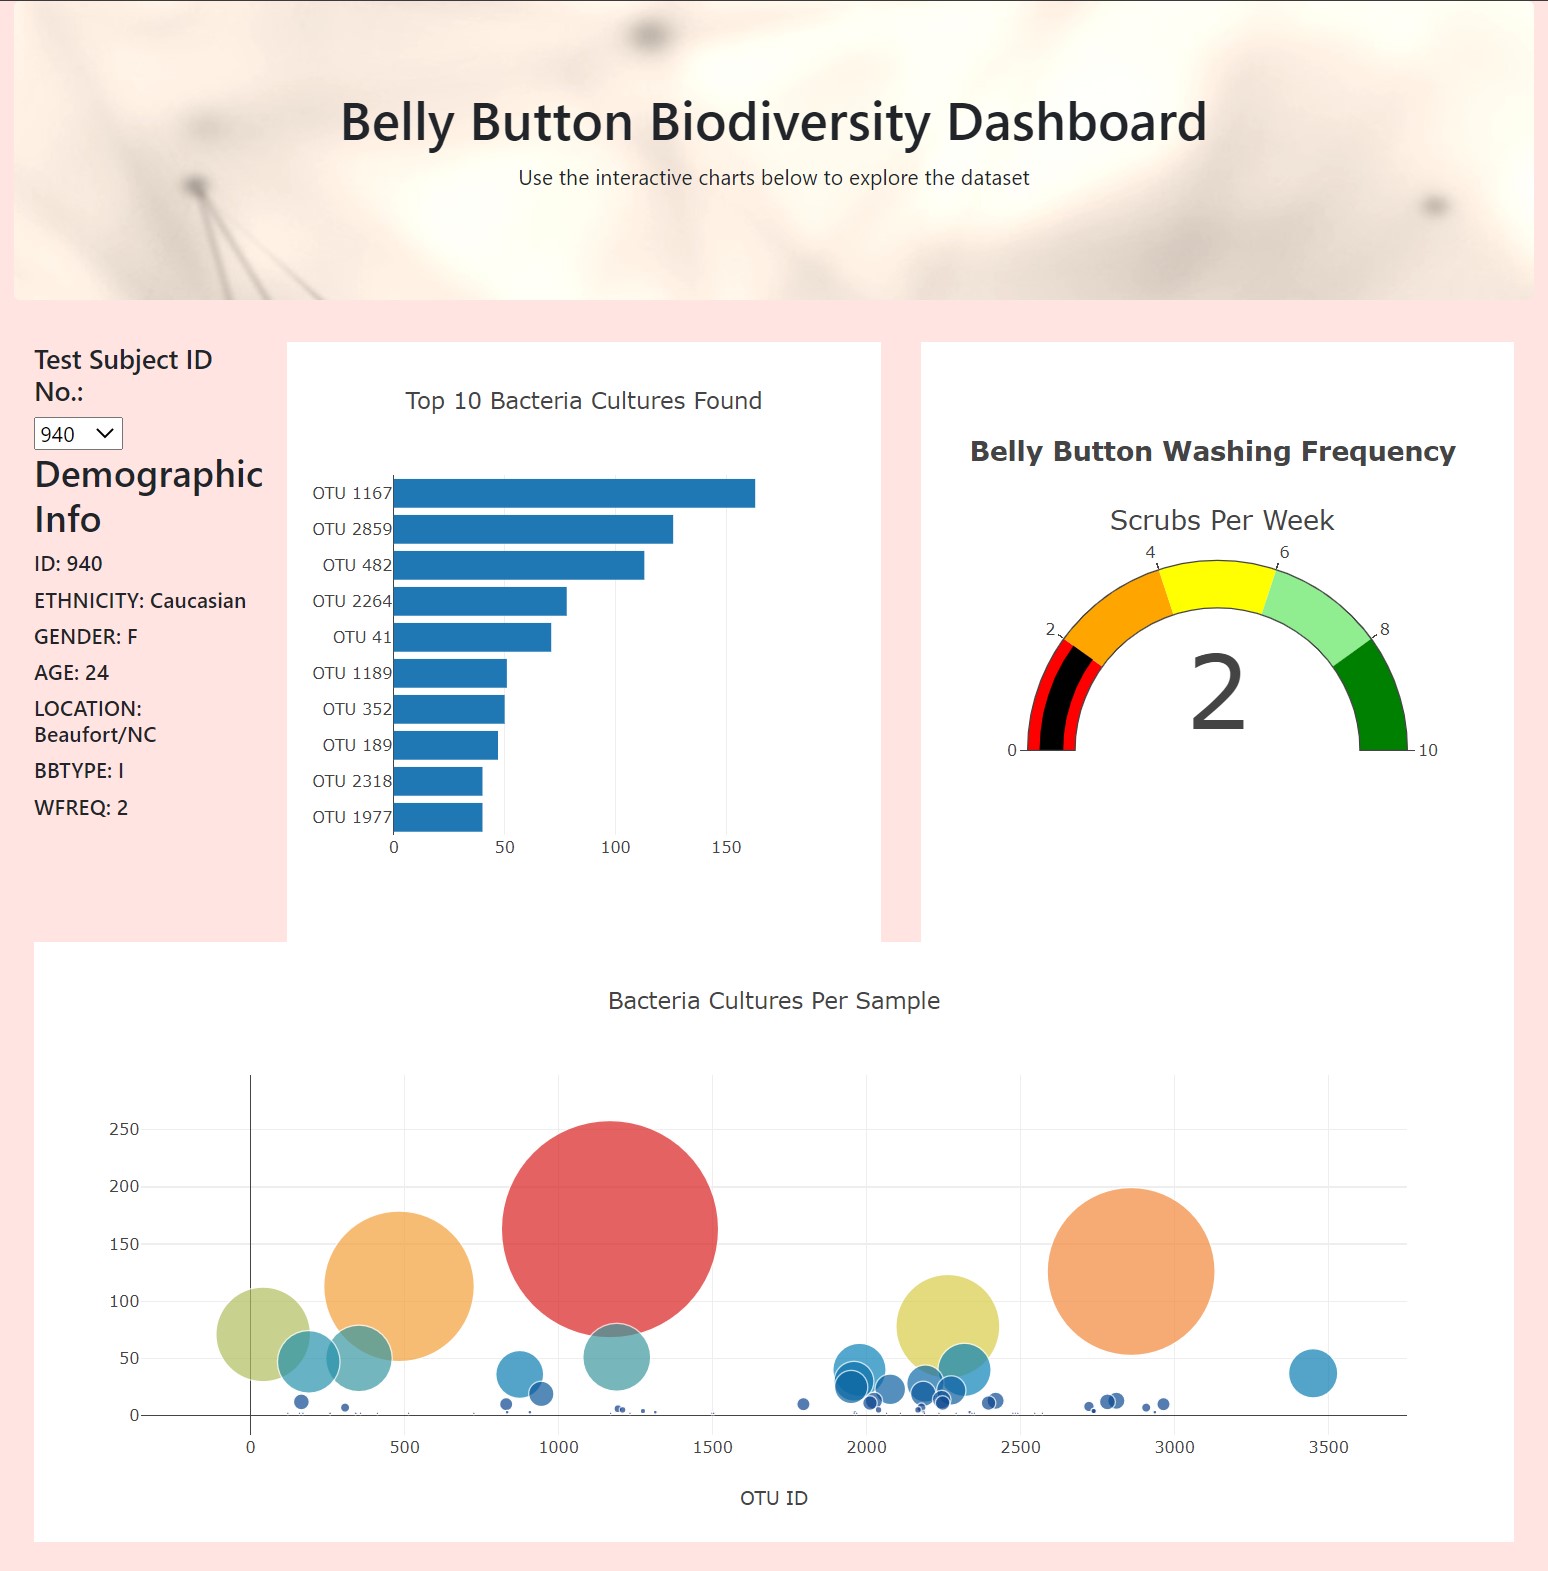 Belly Button Biodiversity Dashboard
Use the interactive charts below to explore the dataset
Test Subject ID
No.:
940
Demographic
Info
ID: 940
ETHNICITY: Caucasian
GENDER: F
AGE: 24
LOCATION:
Beaufort/NC
BBTYPE: I
WFREQ: 2
Top 10 Bacteria Cultures Found
OTU 1167
OTU 2859
OTU 482
OTU 2264
OTU 41
OTU 1189
OTU 352
OTU 189
OTU 2318
OTU 1977
0 50 100 150
Belly Button Washing Frequency
Scrubs Per Week
4 6
2 8
2
0 10
Bacteria Cultures Per Sample
250
200
150
100
50
0
0 500 1000 1500 2000 2500 3000 3500
OTU ID